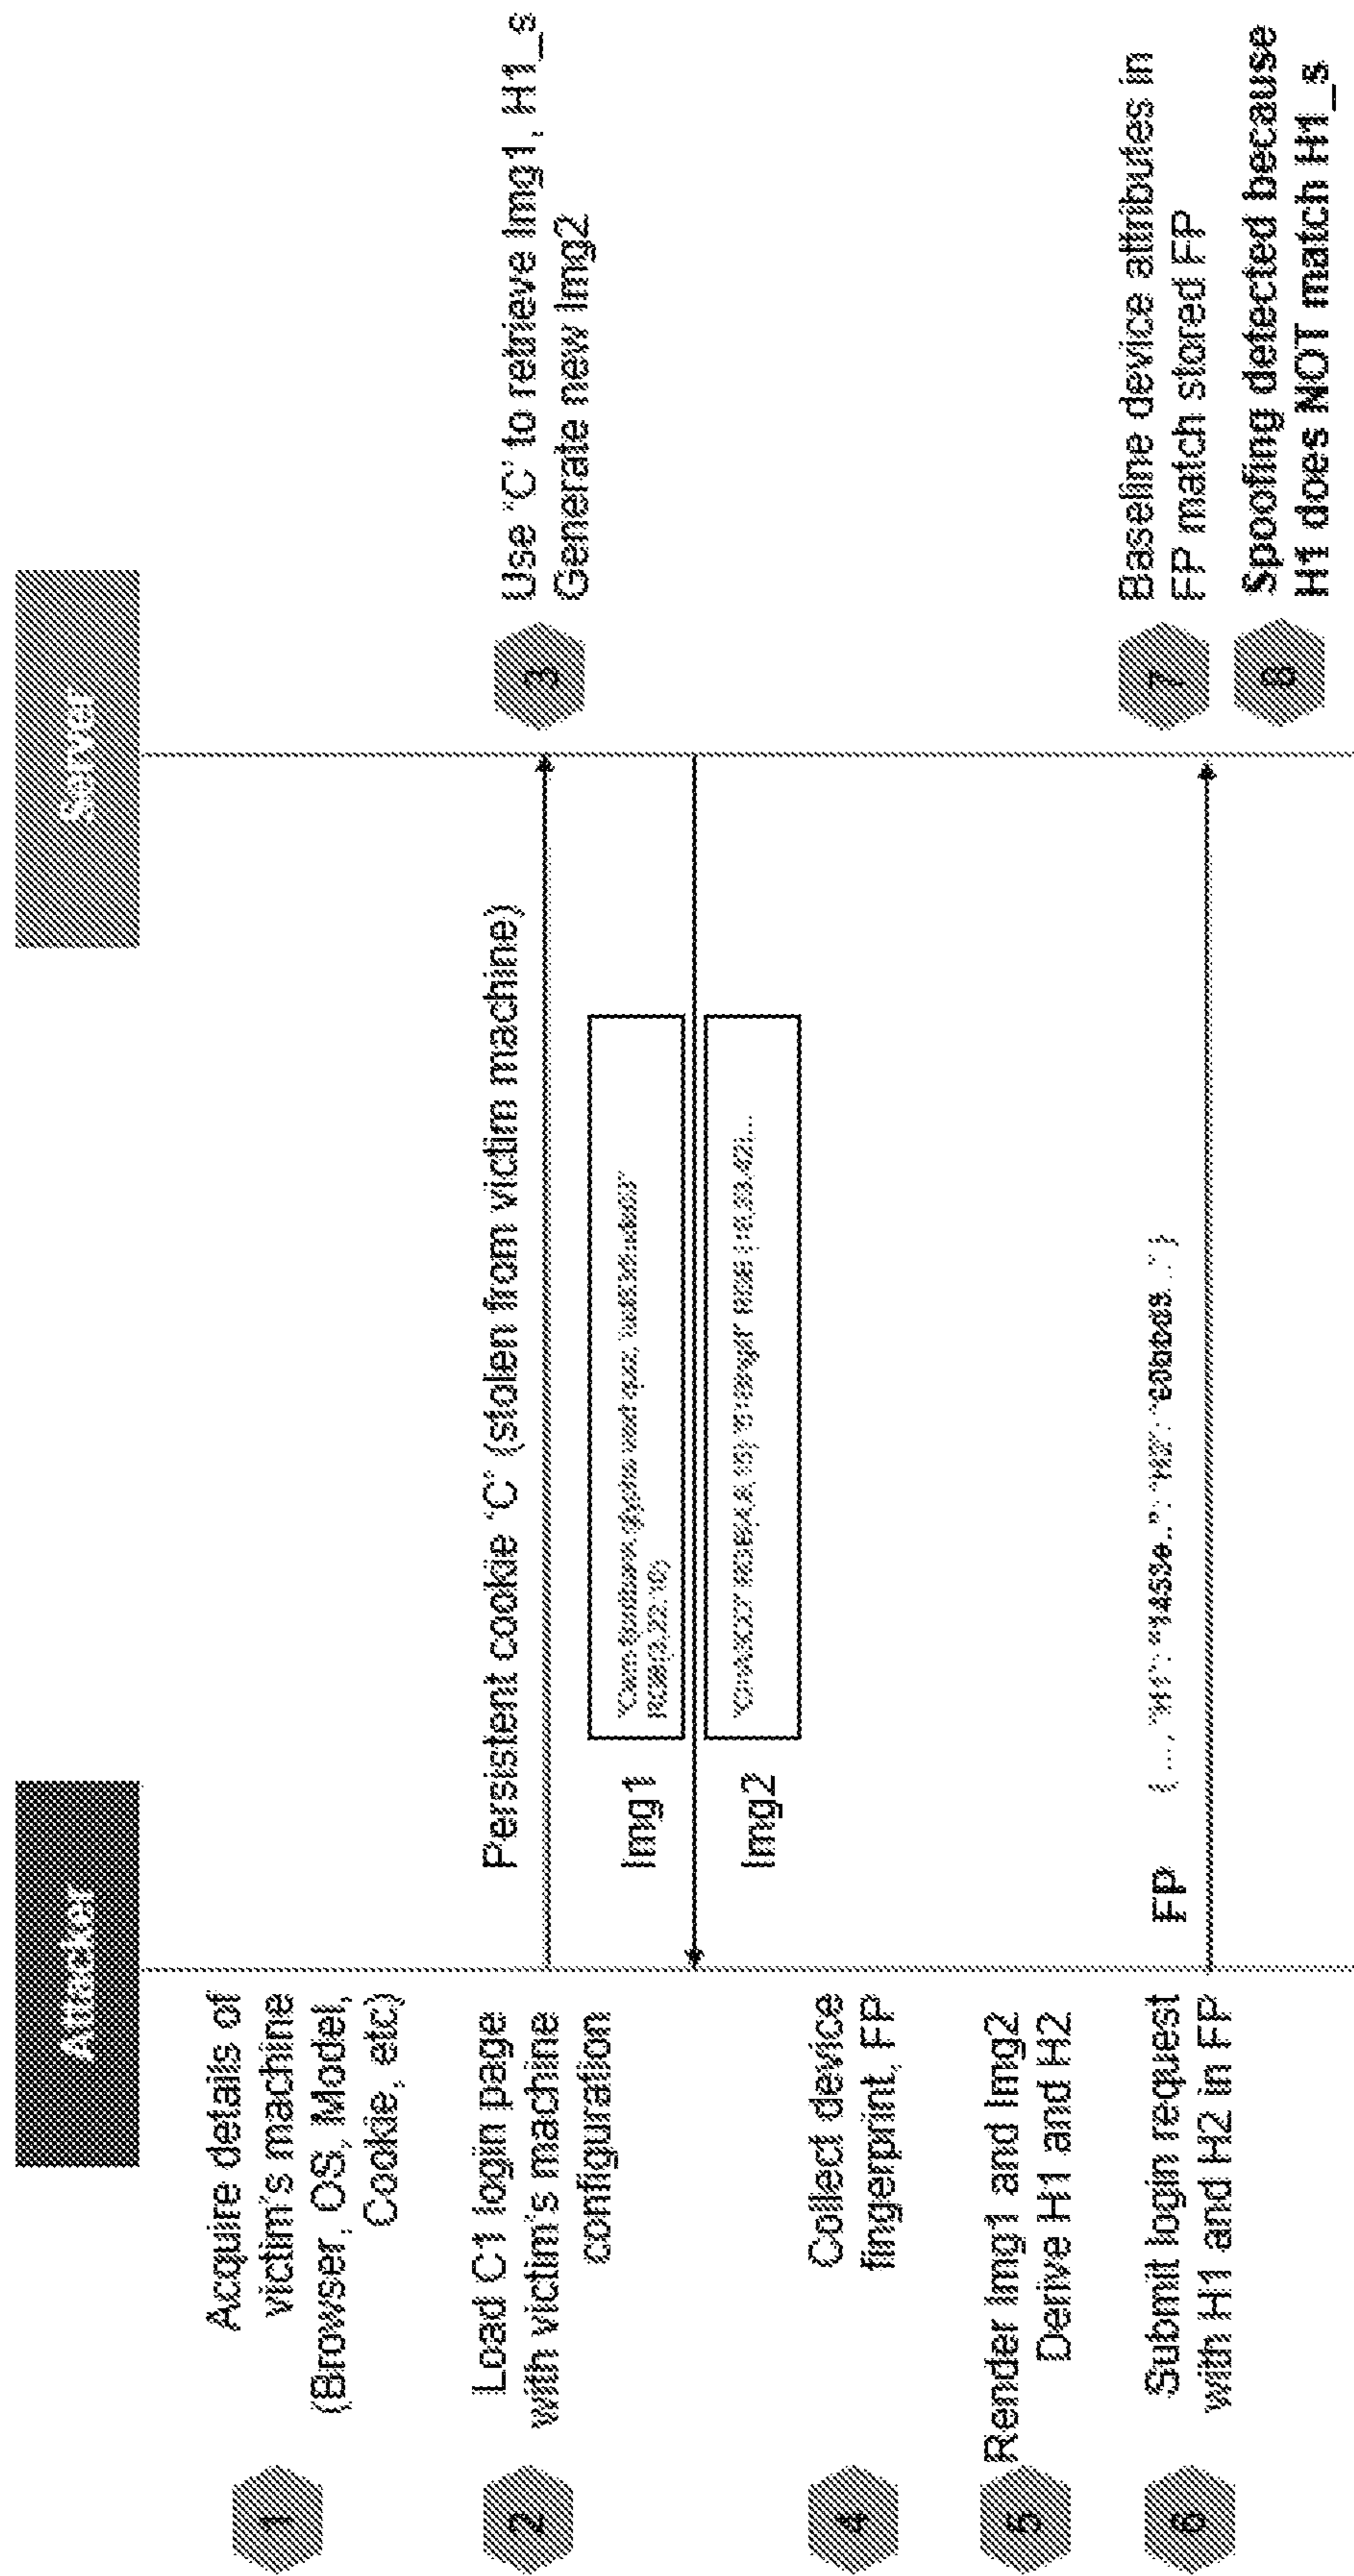 Attacker
Server
1
Acquire details of
victim's machine
(Browser, OS, Model,
Cookie, etc)
2
Load C1 login page
with victim's machine
configuration
Persistent cookie 'C' (stolen from victim machine)
3
Use 'C' to retrieve Img1, H1_s
Generate new Img2
Img1
Img2
4
Collect device
fingerprint, FP
5
Render Img1 and Img2
Derive H1 and H2
6
Submit login request
with H1 and H2 in FP
FP
7
Baseline device attributes in
FP match stored FP
8
Spoofing detected because
H1 does NOT match H1_s